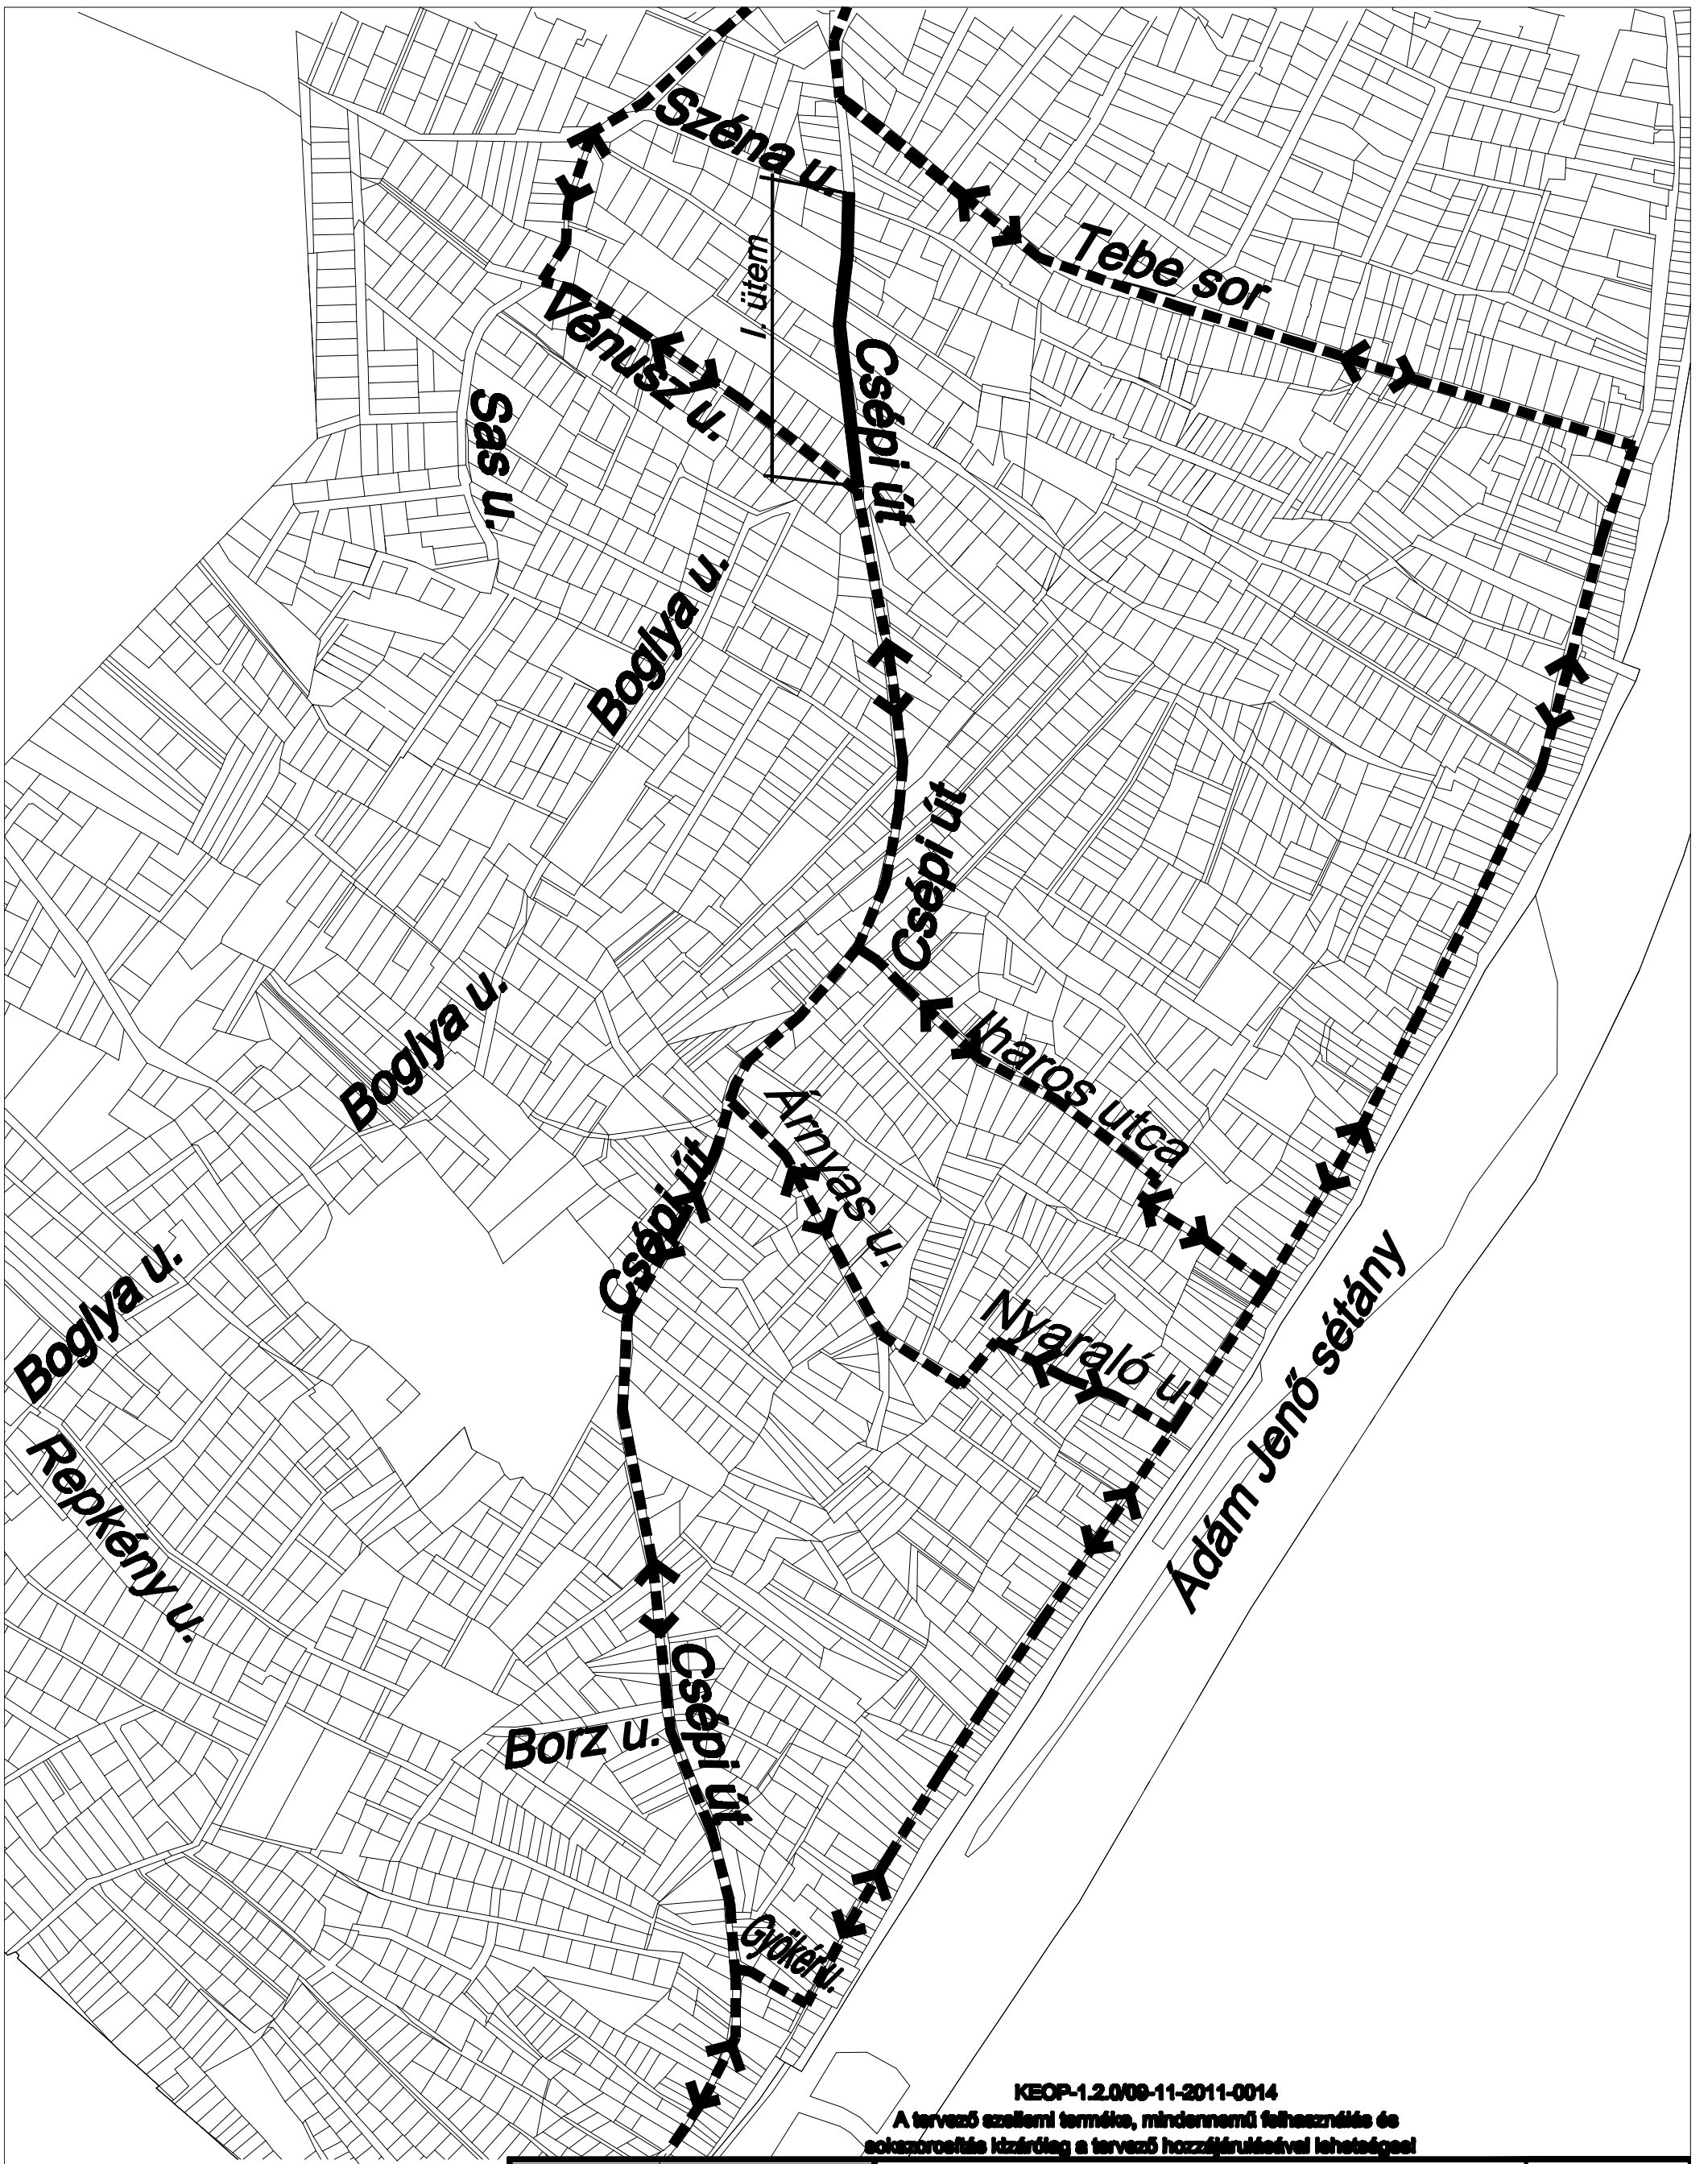 Széna u.
Tebe sor
I. ütem
Vénusz u.
Csépi út
Sas u.
Boglya u.
Csépi út
Boglya u.
Iharos utca
Árnyas u.
Csépi út
Boglya u.
Nyaraló u.
Ádám Jenő sétány
Repkény u.
Csépi út
Borz u.
Gyökér u.
KEOP-1.2.0/09-11-2011-0014
A tervező szellemi terméke, mindennemű felhasználás és
sokszorosítás kizárólag a tervező hozzájárulásával lehetséges!